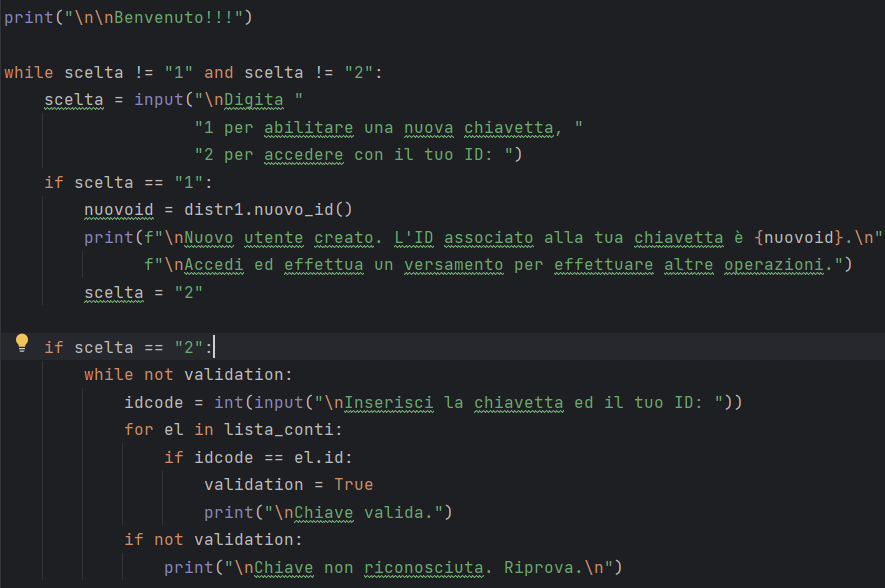 print("\n\nBenvenuto!!!")
while scelta != "1" and scelta != "2":
    scelta = input("\nDigita "
                   "1 per abilitare una nuova chiavetta, "
                   "2 per accedere con il tuo ID: ")
    if scelta == "1":
        nuovoid = distr1.nuovo_id()
        print(f"\nNuovo utente creato. L'ID associato alla tua chiavetta è {nuovoid}.\n"
              f"\nAccedi ed effettua un versamento per effettuare altre operazioni.")
        scelta = "2"
    if scelta == "2":
        while not validation:
            idcode = int(input("\nInserisci la chiavetta ed il tuo ID: "))
            for el in lista_conti:
                if idcode == el.id:
                    validation = True
                    print("\nChiave valida.")
            if not validation:
                print("\nChiave non riconosciuta. Riprova.\n")